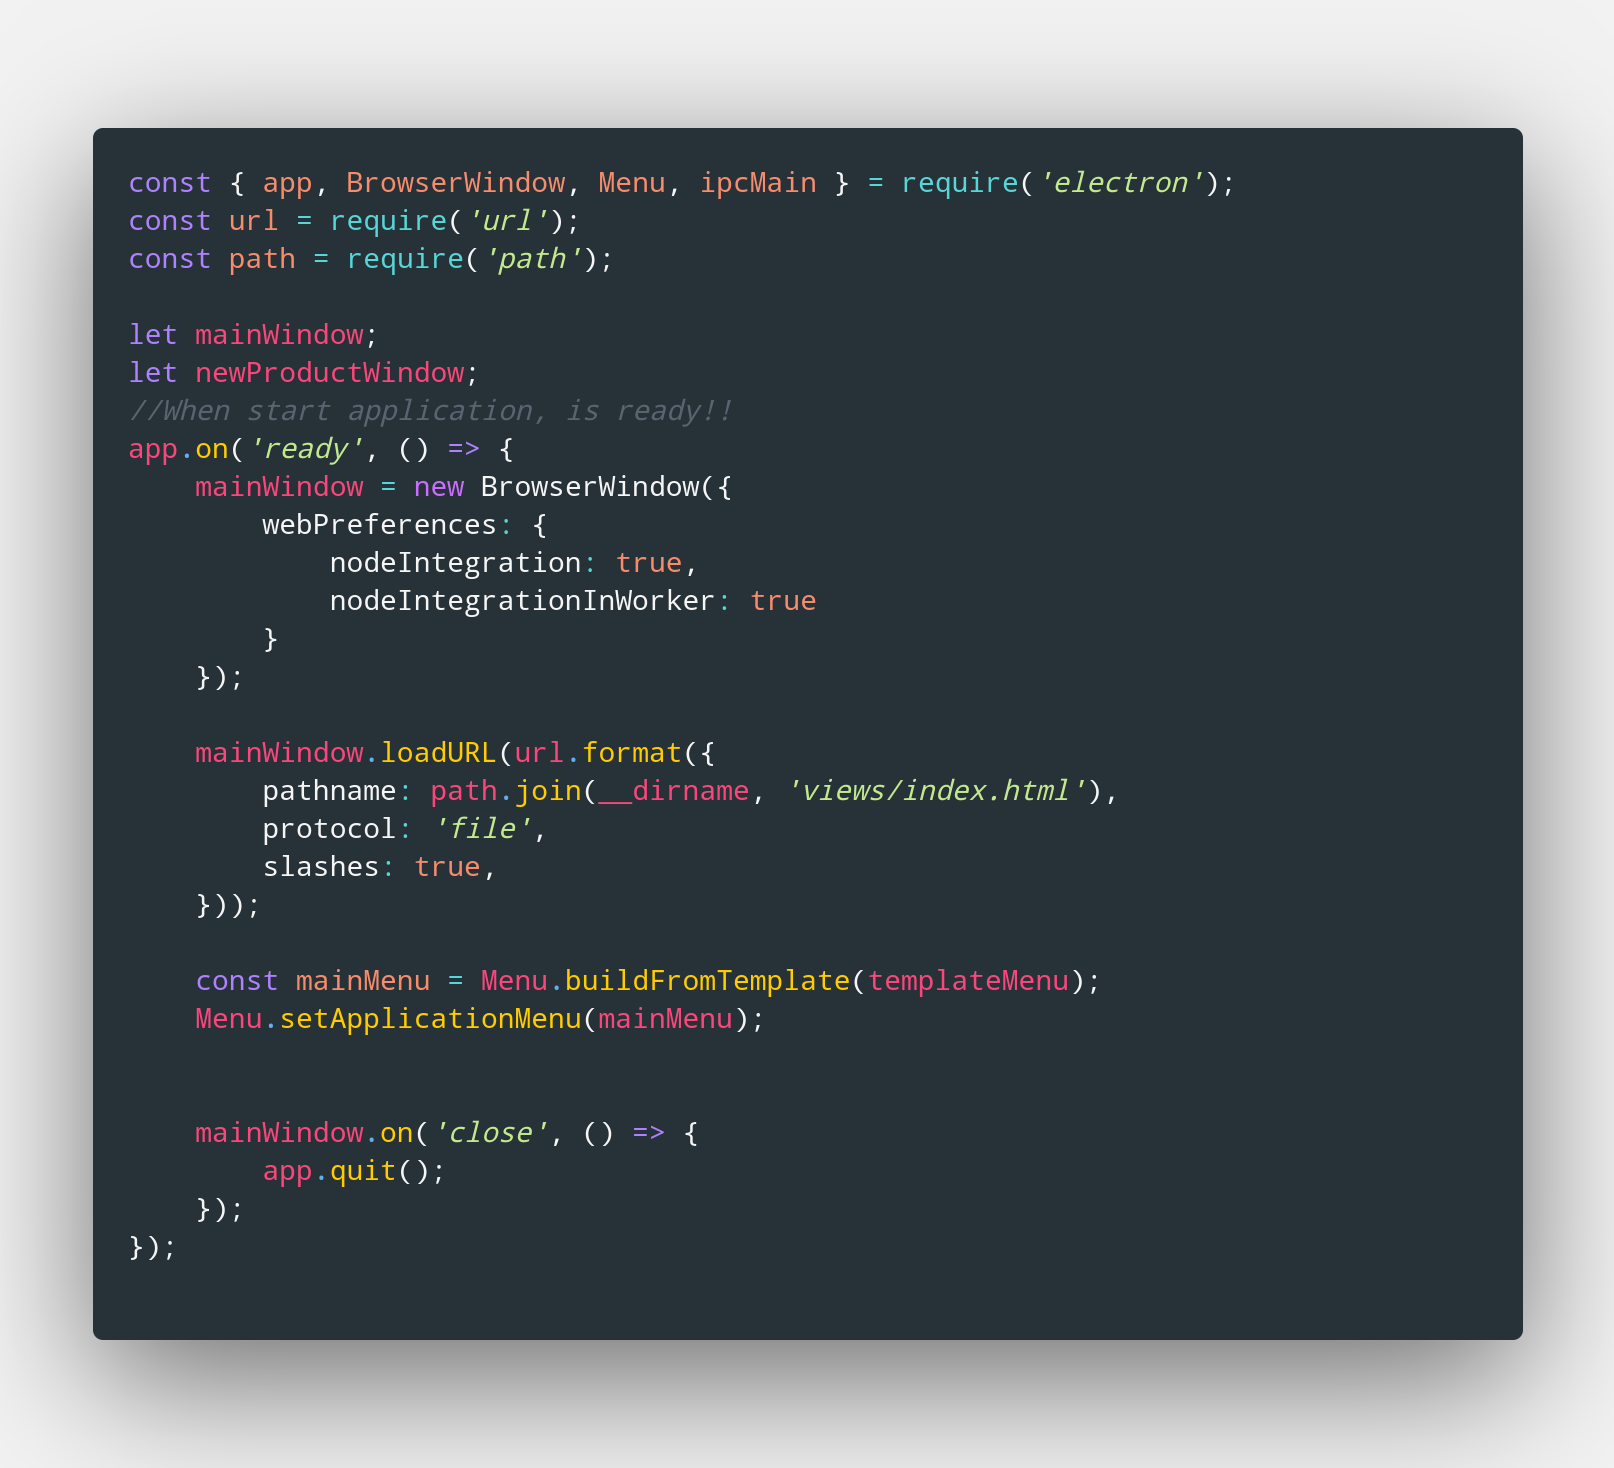 const { app, BrowserWindow, Menu, ipcMain } = require('electron');
const url = require('url');
const path = require('path');

let mainWindow;
let newProductWindow;
//When start application, is ready!!
app.on('ready', () => {
    mainWindow = new BrowserWindow({
        webPreferences: {
            nodeIntegration: true,
            nodeIntegrationInWorker: true
        }
    });

    mainWindow.loadURL(url.format({
        pathname: path.join(__dirname, 'views/index.html'),
        protocol: 'file',
        slashes: true,
    }));

    const mainMenu = Menu.buildFromTemplate(templateMenu);
    Menu.setApplicationMenu(mainMenu);


    mainWindow.on('close', () => {
        app.quit();
    });
});